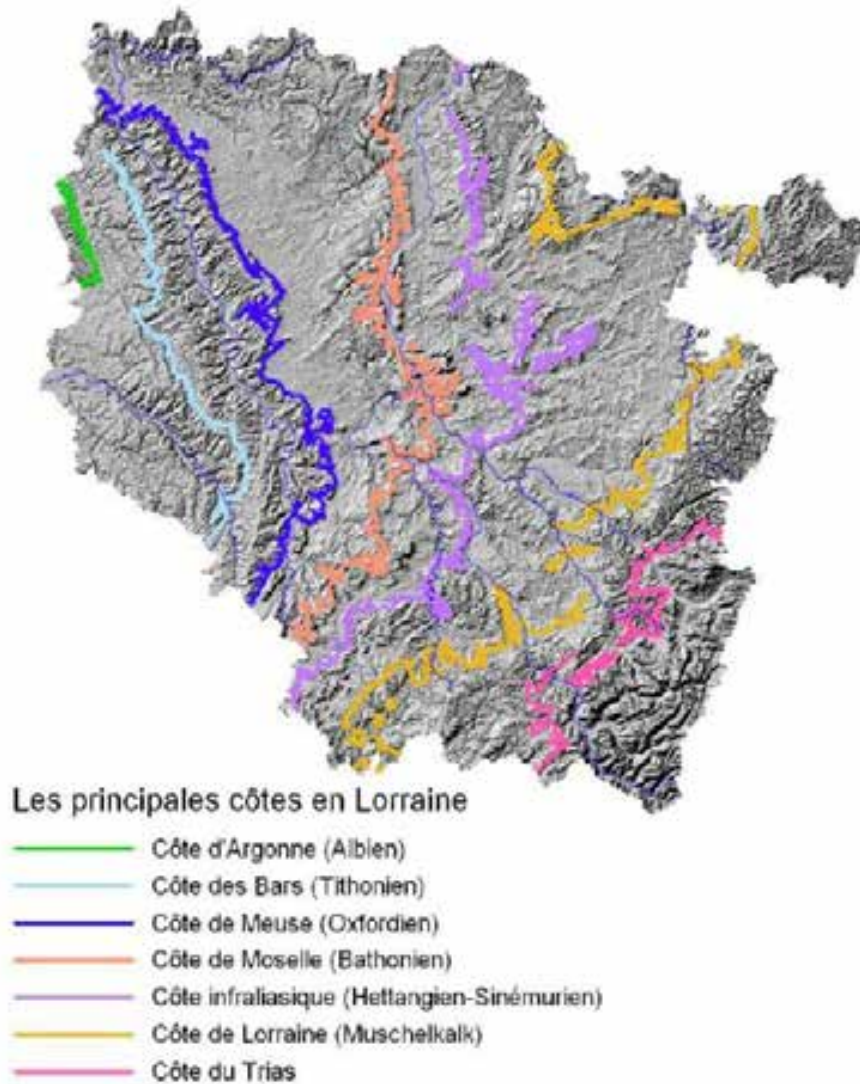 Les principales côtes en Lorraine
Côte d'Argonne (Albien)
Côte des Bars (Tithonien)
Côte de Meuse (Oxfordien)
Côte de Moselle (Bathonien)
Côte infraliasique (Hettangien-Sinémurien)
Côte de Lorraine (Muschelkalk)
Côte du Trias